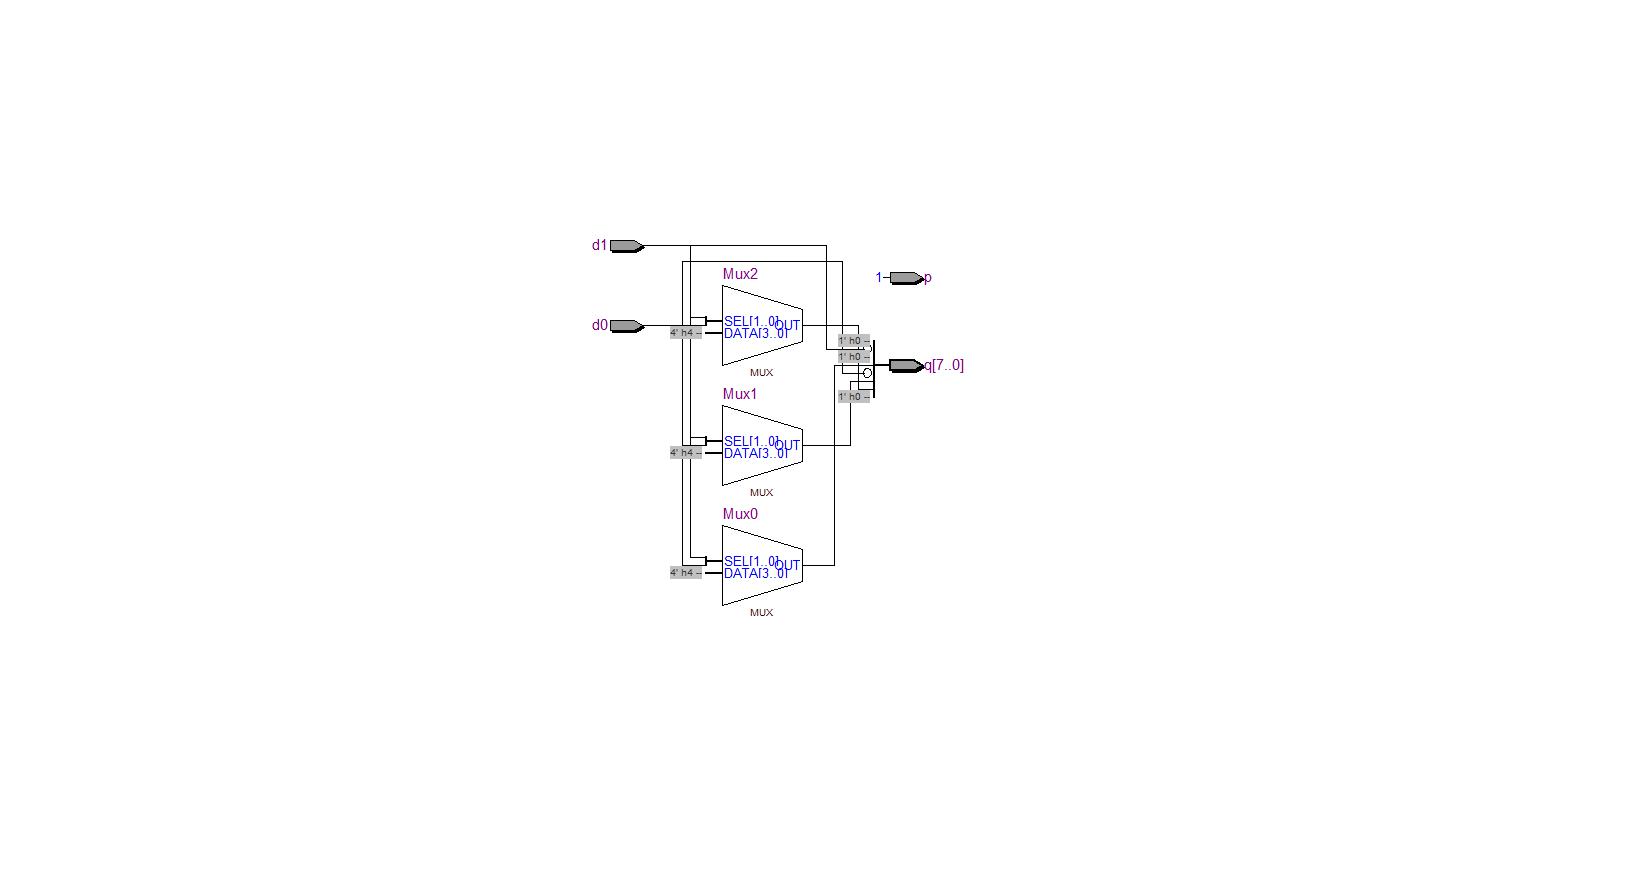 d1
Mux2
1
p
d0
SEL[1..0]
OUT
4' h4 --
DATA[3..0]
1' h0 --
1' h0 --
q[7..0]
MUX
Mux1
1' h0 --
SEL[1..0]
OUT
4' h4 --
DATA[3..0]
MUX
Mux0
SEL[1..0]
OUT
4' h4 --
DATA[3..0]
MUX